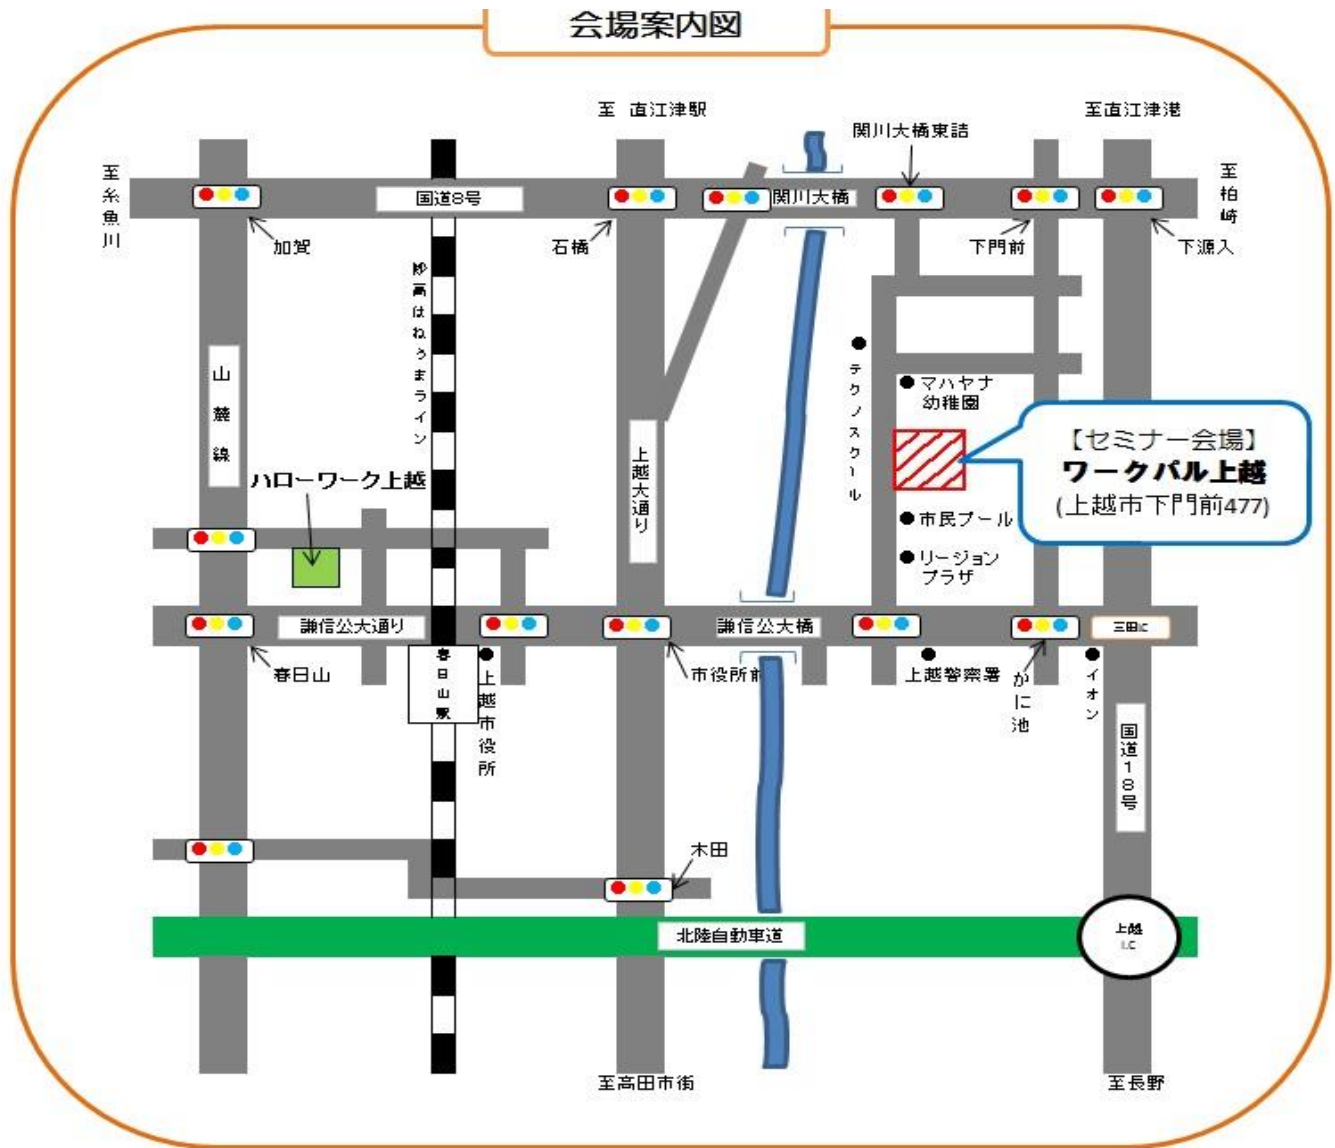 会場案内図
至 直江津駅
至直江津港
関川大橋東詰
至糸魚川
至柏崎
国道8号
関川大橋
加賀
石橋
下門前
下源入
妙高はねうまライン
山麓線
テクノスクール
マハヤナ
幼稚園
上越大通り
【セミナー会場】
ワークパル上越
(上越市下門前477)
ハローワーク上越
市民プール
リージョン
プラザ
謙信公大通り
謙信公大橋
三田IC
春日山
春日山駅
上越市役所
市役所前
上越警察署
かに池
イオン
国道18号
木田
北陸自動車道
上越
I.C
至高田市街
至長野